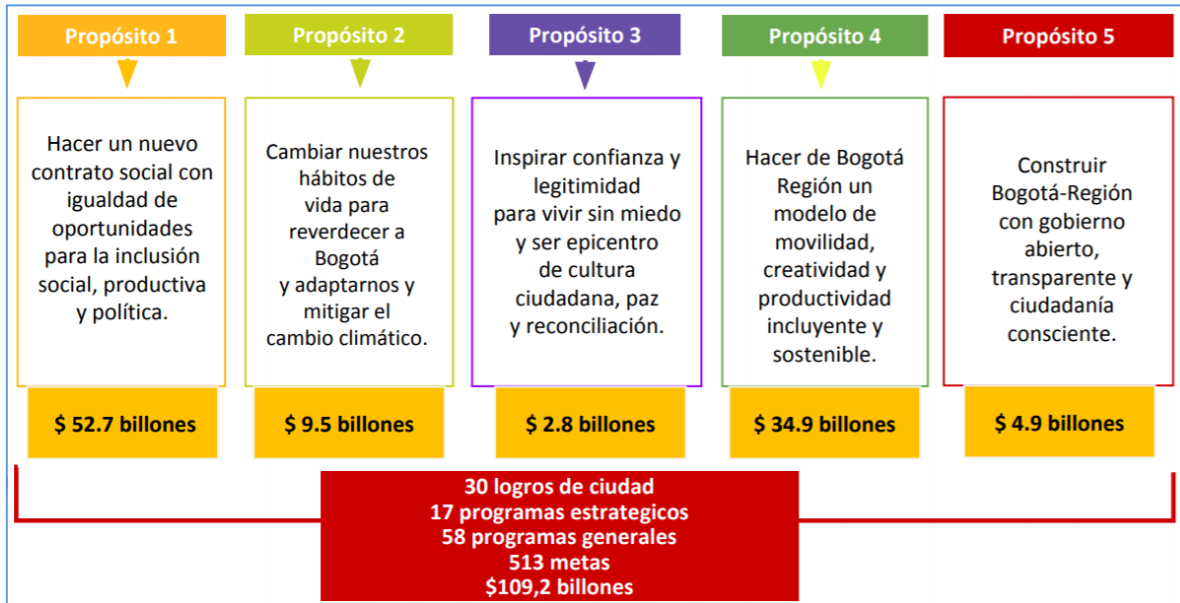 Propósito 1
Propósito 2
Propósito 3
Propósito 4
Propósito 5
Hacer un nuevo
contrato social con
igualdad de
oportunidades
para la inclusión
social, productiva
y política.
Cambiar nuestros
hábitos de
vida para
reverdecer a
Bogotá
y adaptarnos y
mitigar el
cambio climático.
Inspirar confianza y
legitimidad
para vivir sin miedo
y ser epicentro
de cultura
ciudadana, paz
y reconciliación.
Hacer de Bogotá
Región un
modelo de
movilidad,
creatividad y
productividad
incluyente y
sostenible.
Construir
Bogotá-Región
con gobierno
abierto,
transparente y
ciudadanía
consciente.
$ 52.7 billones
$ 9.5 billones
$ 2.8 billones
$ 34.9 billones
$ 4.9 billones
30 logros de ciudad
17 programas estrategicos
58 programas generales
513 metas
$109,2 billones